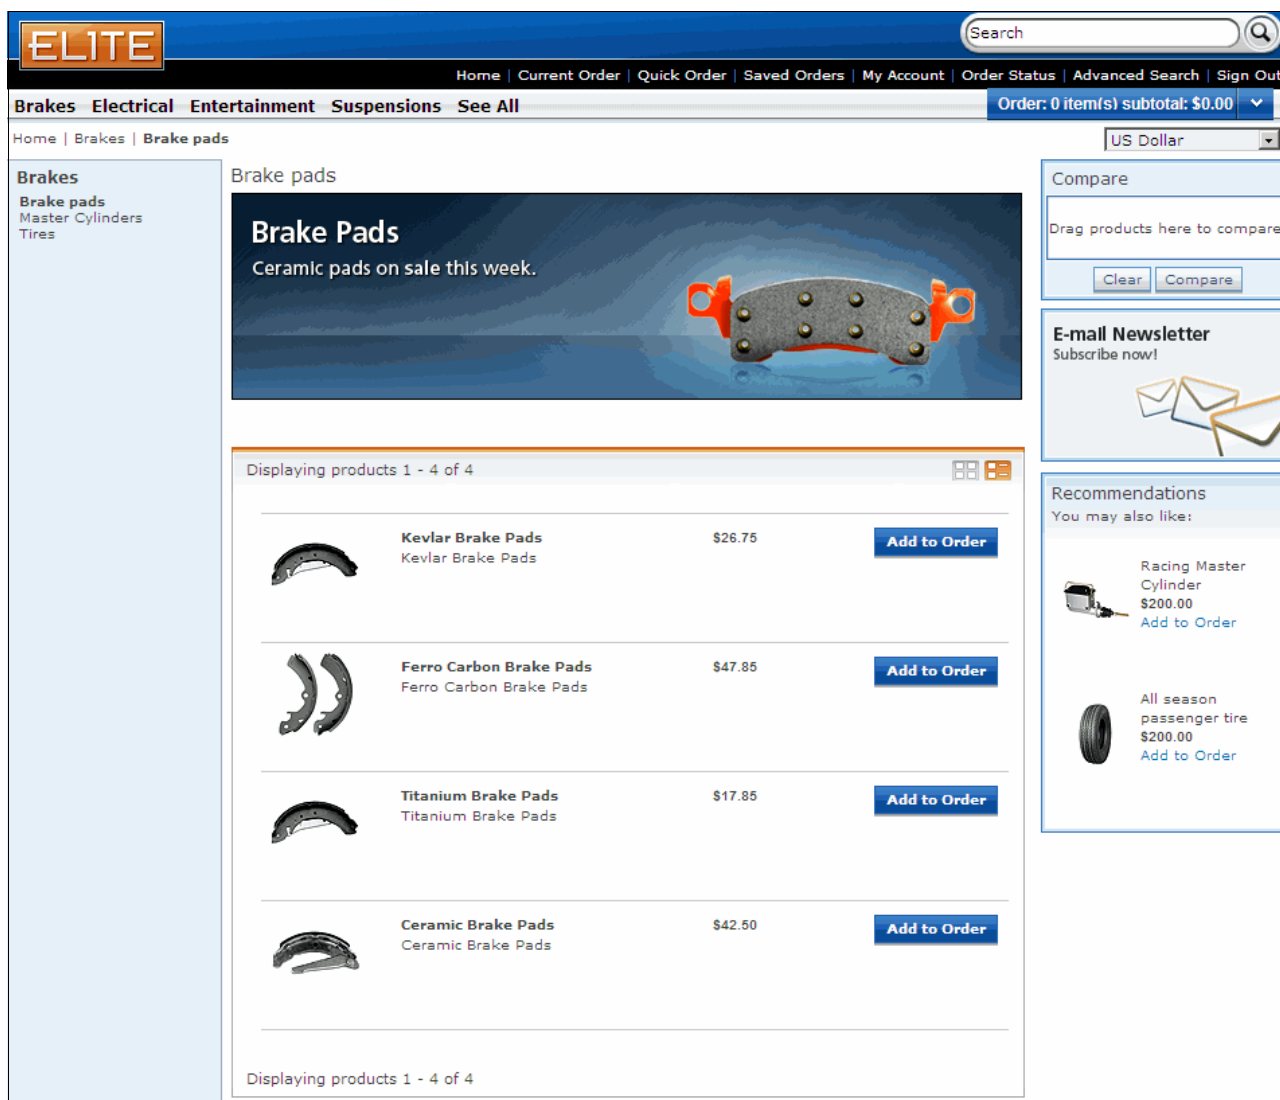 ELITE
Search
Home | Current Order | Quick Order | Saved Orders | My Account | Order Status | Advanced Search | Sign Out
Brakes Electrical Entertainment Suspensions See All
Order: 0 item(s) subtotal: $0.00
Home | Brakes | Brake pads
US Dollar
Brakes
Brake pads
Master Cylinders
Tires
Brake pads
Brake Pads
Ceramic pads on sale this week.
Compare
Drag products here to compare
Clear Compare
E-mail Newsletter
Subscribe now!
Displaying products 1 - 4 of 4
Kevlar Brake Pads $26.75 Add to Order
Kevlar Brake Pads
Ferro Carbon Brake Pads $47.85 Add to Order
Ferro Carbon Brake Pads
Titanium Brake Pads $17.85 Add to Order
Titanium Brake Pads
Ceramic Brake Pads $42.50 Add to Order
Ceramic Brake Pads
Displaying products 1 - 4 of 4
Recommendations
You may also like:
Racing Master
Cylinder
$200.00
Add to Order
All season
passenger tire
$200.00
Add to Order